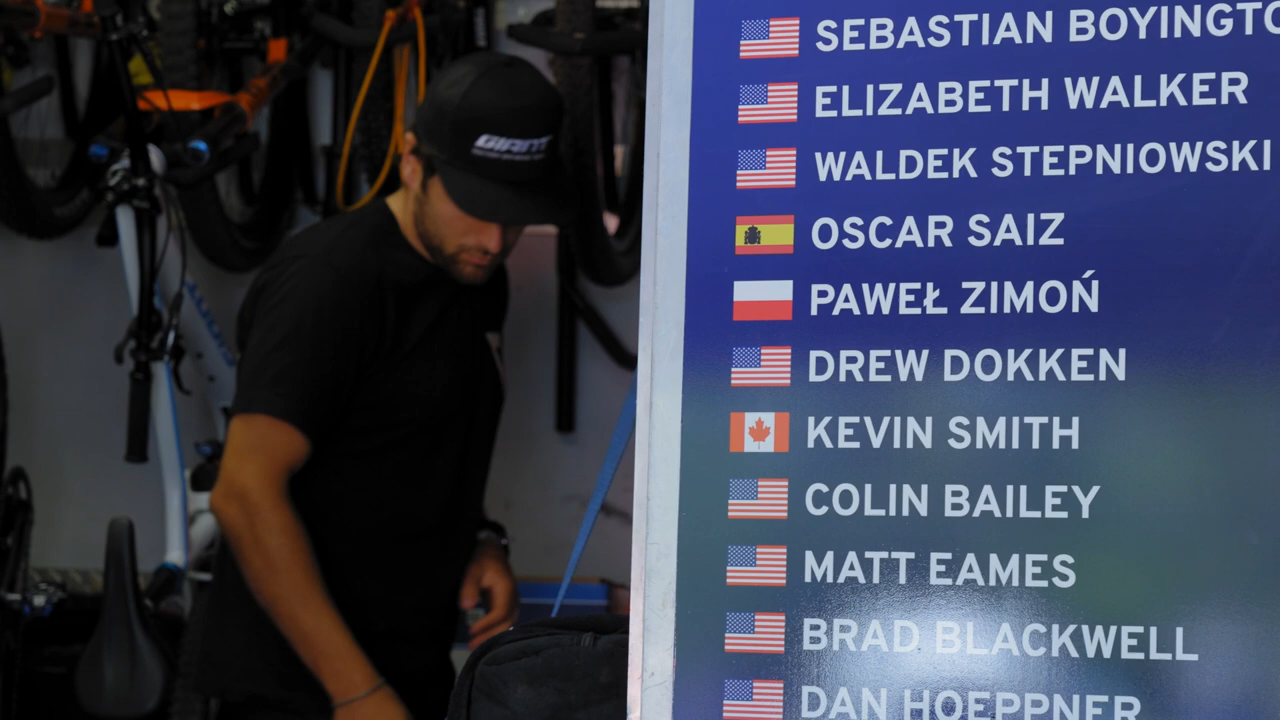 GIANT
SEBASTIAN BOYINGTO
ELIZABETH WALKER
WALDEK STEPNIOWSKI
OSCAR SAIZ
PAWEŁ ZIMOŃ
DREW DOKKEN
KEVIN SMITH
COLIN BAILEY
MATT EAMES
BRAD BLACKWELL
DAN HOEPPNER